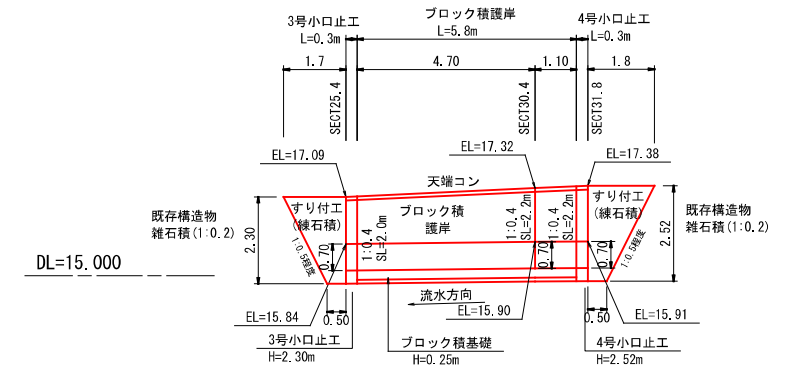 ブロック積護岸
L=5.8m
3号小口止工
L=0.3m
4号小口止工
L=0.3m
1.7
4.70
1.10
1.8
SECT25.4
SECT30.4
SECT31.8
EL=17.09
EL=17.32
EL=17.38
天端コン
既存構造物
雑石積(1:0.2)
2.30
すり付工
(練石積)
1:0.5程度
0.70
1:0.4
SL=2.0m
ブロック積
護岸
1:0.4
SL=2.2m
0.70
1:0.4
SL=2.2m
すり付工
(練石積)
0.70
1:0.5程度
2.52
既存構造物
雑石積(1:0.2)
DL=15.000
流水方向
EL=15.84
0.50
EL=15.90
0.50
EL=15.91
3号小口止工
H=2.30m
ブロック積基礎
H=0.25m
4号小口止工
H=2.52m